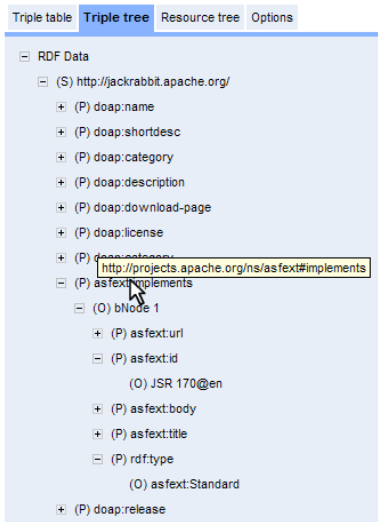 Triple table Triple tree Resource tree Options
RDF Data
(S) http://jackrabbit.apache.org/
(P) doap:name
(P) doap:shortdesc
(P) doap:category
(P) doap:description
(P) doap:download-page
(P) doap:license
(P) doap:category
http://projects.apache.org/ns/asfext#implements
(P) asfext:implements
(O) bNode 1
(P) asfext:url
(P) asfext:id
(O) JSR 170@en
(P) asfext:body
(P) asfext:title
(P) rdf:type
(O) asfext:Standard
(P) doap:release